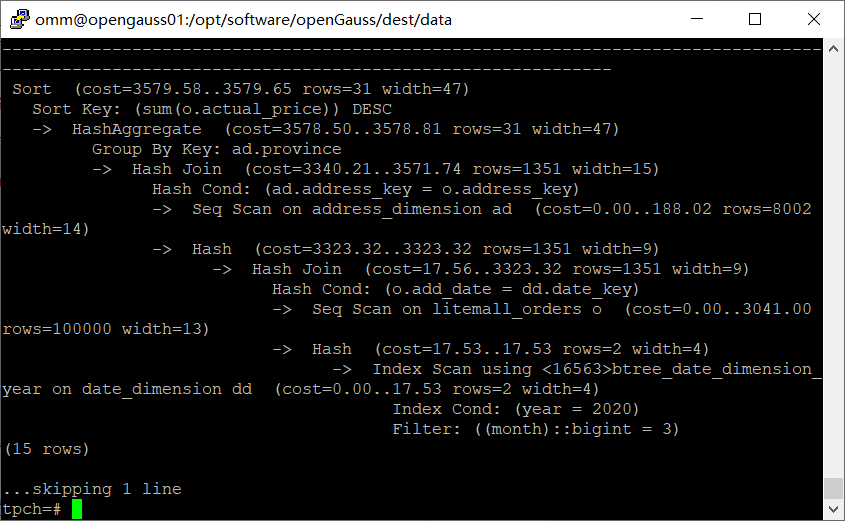 omm@opengauss01:/opt/software/openGauss/dest/data
----------------------------------------------------------------------------------
-------------------------------------------------------------
 Sort  (cost=3579.58..3579.65 rows=31 width=47)
   Sort Key: (sum(o.actual_price)) DESC
   ->  HashAggregate  (cost=3578.50..3578.81 rows=31 width=47)
         Group By Key: ad.province
         ->  Hash Join  (cost=3340.21..3571.74 rows=1351 width=15)
               Hash Cond: (ad.address_key = o.address_key)
               ->  Seq Scan on address_dimension ad  (cost=0.00..188.02 rows=8002
width=14)
               ->  Hash  (cost=3323.32..3323.32 rows=1351 width=9)
                     ->  Hash Join  (cost=17.56..3323.32 rows=1351 width=9)
                           Hash Cond: (o.add_date = dd.date_key)
                           ->  Seq Scan on litemall_orders o  (cost=0.00..3041.00
rows=100000 width=13)
                           ->  Hash  (cost=17.53..17.53 rows=2 width=4)
                                 ->  Index Scan using <16563>btree_date_dimension_
year on date_dimension dd  (cost=0.00..17.53 rows=2 width=4)
                                       Index Cond: (year = 2020)
                                       Filter: ((month)::bigint = 3)
(15 rows)

...skipping 1 line
tpch=#